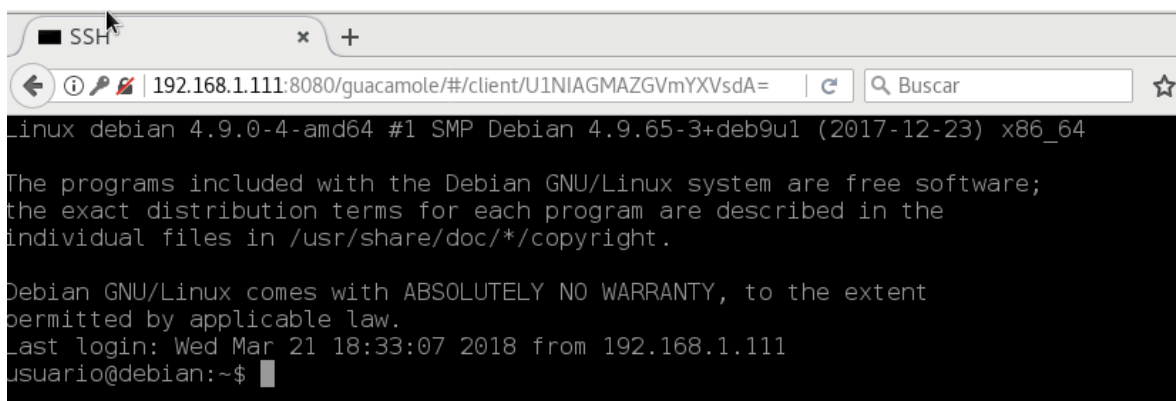 SSH
192.168.1.111:8080/guacamole/#/client/U1NIAGMAZGVmYXVsdA=
Buscar
Linux debian 4.9.0-4-amd64 #1 SMP Debian 4.9.65-3+deb9u1 (2017-12-23) x86_64
The programs included with the Debian GNU/Linux system are free software;
the exact distribution terms for each program are described in the
individual files in /usr/share/doc/*/copyright.
Debian GNU/Linux comes with ABSOLUTELY NO WARRANTY, to the extent
permitted by applicable law.
Last login: Wed Mar 21 18:33:07 2018 from 192.168.1.111
usuario@debian:~$